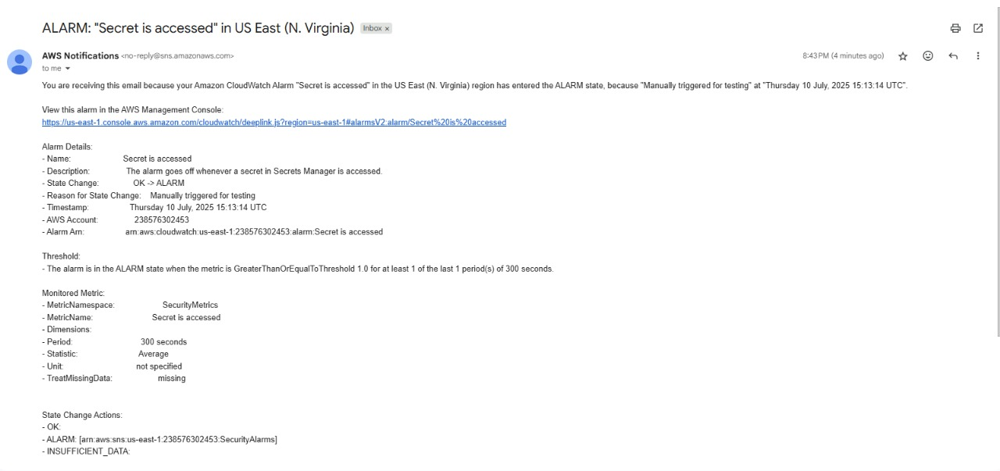 ALARM: "Secret is accessed" in US East (N. Virginia) Inbox x
AWS Notifications <no-reply@sns.amazonaws.com> 8:43 PM (4 minutes ago)
to me
You are receiving this email because your Amazon CloudWatch Alarm "Secret is accessed" in the US East (N. Virginia) region has entered the ALARM state, because "Manually triggered for testing" at "Thursday 10 July, 2025 15:13:14 UTC".
View this alarm in the AWS Management Console:
https://us-east-1.console.aws.amazon.com/cloudwatch/deeplink.js?region=us-east-1#alarmsV2:alarm/Secret%20is%20accessed
Alarm Details:
- Name: Secret is accessed
- Description: The alarm goes off whenever a secret in Secrets Manager is accessed.
- State Change: OK -> ALARM
- Reason for State Change: Manually triggered for testing
- Timestamp: Thursday 10 July, 2025 15:13:14 UTC
- AWS Account: 238576302453
- Alarm Arn: arn:aws:cloudwatch:us-east-1:238576302453:alarm:Secret is accessed
Threshold:
- The alarm is in the ALARM state when the metric is GreaterThanOrEqualToThreshold 1.0 for at least 1 of the last 1 period(s) of 300 seconds.
Monitored Metric:
- MetricNamespace: SecurityMetrics
- MetricName: Secret is accessed
- Dimensions:
- Period: 300 seconds
- Statistic: Average
- Unit: not specified
- TreatMissingData: missing
State Change Actions:
- OK:
- ALARM: [arn:aws:sns:us-east-1:238576302453:SecurityAlarms]
- INSUFFICIENT_DATA: